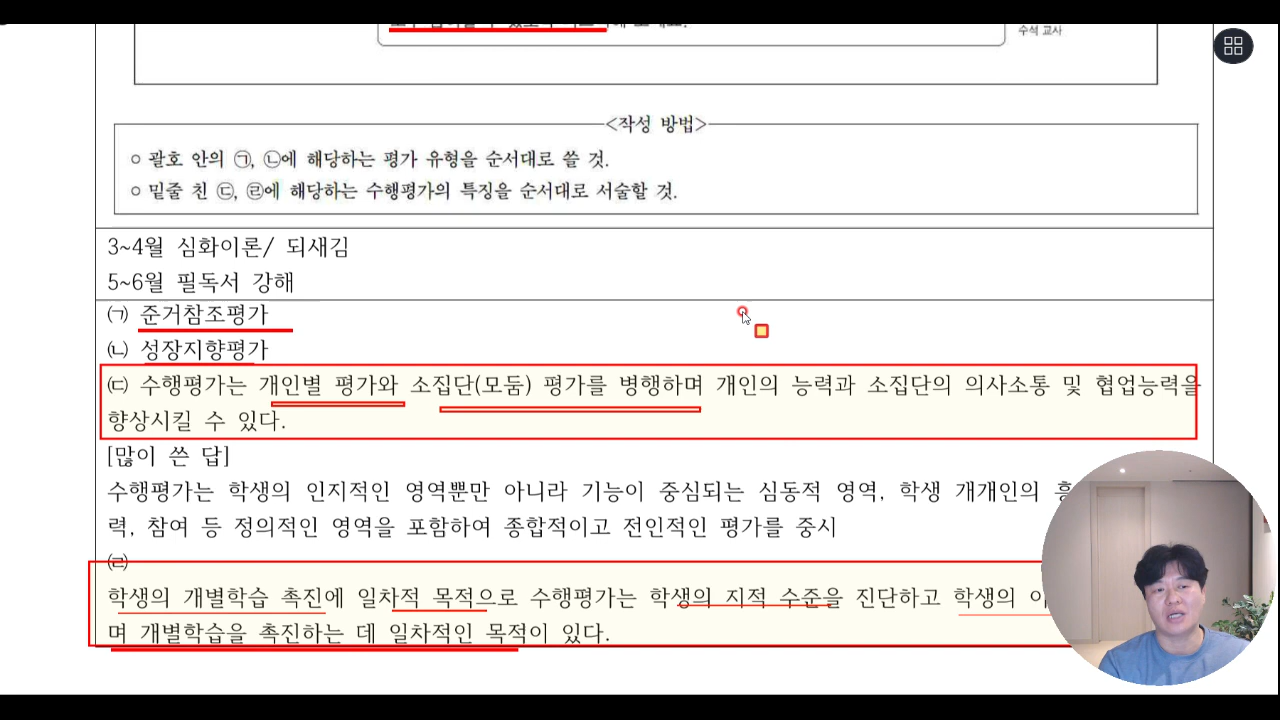 수석 교사
<작성 방법>
○ 괄호 안의 ㉠, ㉡에 해당하는 평가 유형을 순서대로 쓸 것.
○ 밑줄 친 ㉢, ㉣에 해당하는 수행평가의 특징을 순서대로 서술할 것.
3~4월 심화이론/ 되새김
5~6월 필독서 강해
㉠ 준거참조평가
㉡ 성장지향평가
㉢ 수행평가는 개인별 평가와 소집단(모둠) 평가를 병행하며 개인의 능력과 소집단의 의사소통 및 협업능력을
향상시킬 수 있다.
[많이 쓴 답]
수행평가는 학생의 인지적인 영역뿐만 아니라 기능이 중심되는 심동적 영역, 학생 개개인의
력, 참여 등 정의적인 영역을 포함하여 종합적이고 전인적인 평가를 중시
㉣
학생의 개별학습 촉진에 일차적 목적으로 수행평가는 학생의 지적 수준을 진단하고 학생의
며 개별학습을 촉진하는 데 일차적인 목적이 있다.